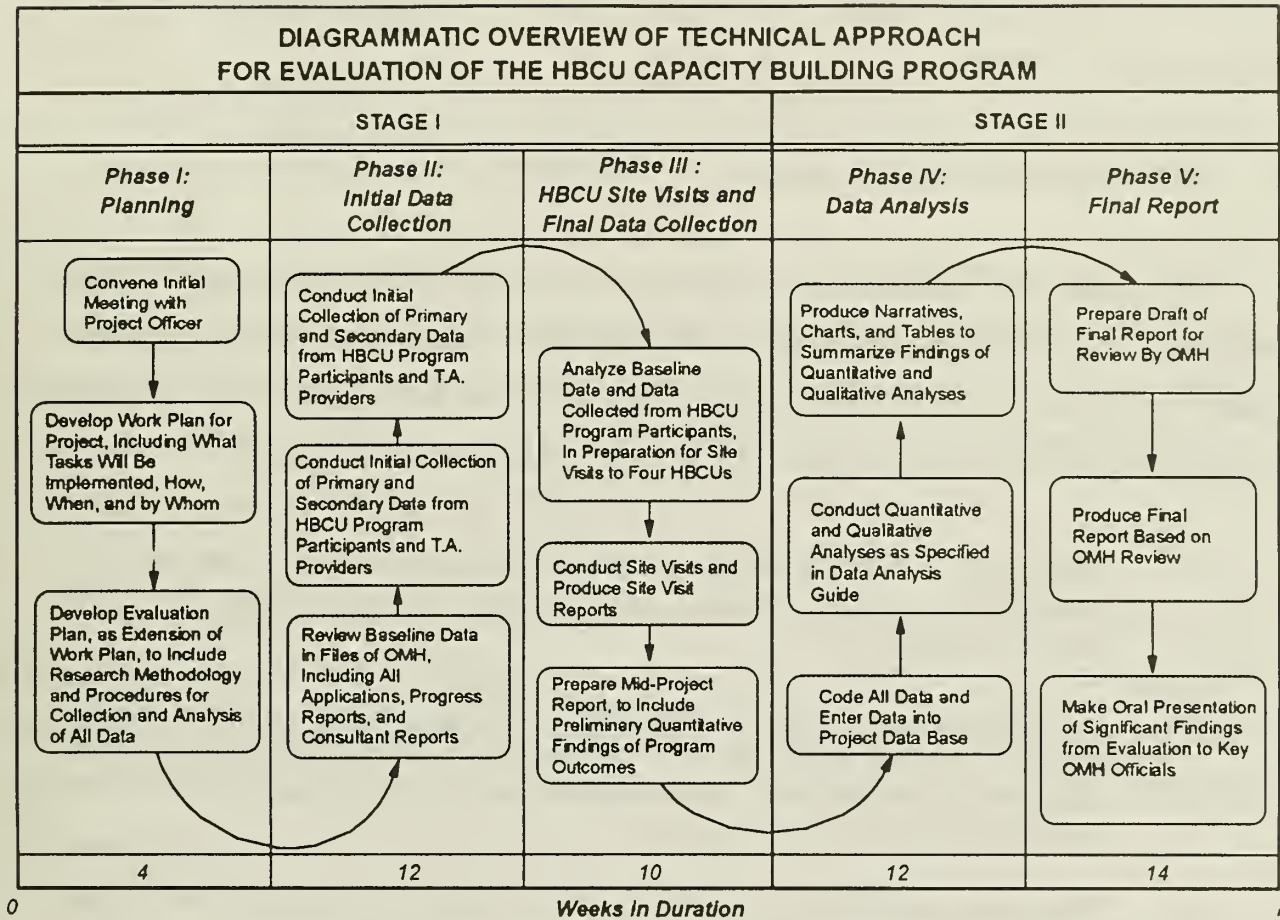 DIAGRAMMATIC OVERVIEW OF TECHNICAL APPROACH
FOR EVALUATION OF THE HBCU CAPACITY BUILDING PROGRAM
STAGE I
STAGE II
Phase I:
Planning
Phase II:
Initial Data
Collection
Phase III :
HBCU Site Visits and
Final Data Collection
Phase IV:
Data Analysis
Phase V:
Final Report
Convene Initial
Meeting with
Project Officer
Develop Work Plan for
Project, Including What
Tasks Will Be
Implemented, How,
When, and by Whom
Develop Evaluation
Plan, as Extension of
Work Plan, to Include
Research Methodology
and Procedures for
Collection and Analysis
of All Data
Conduct Initial
Collection of Primary
and Secondary Data
from HBCU Program
Participants and T.A.
Providers
Conduct Initial Collection
of Primary and
Secondary Data from
HBCU Program
Participants and T.A.
Providers
Review Baseline Data
in Files of OMH,
Including All
Applications, Progress
Reports, and
Consultant Reports
Analyze Baseline
Data and Data
Collected from HBCU
Program Participants,
In Preparation for Site
Visits to Four HBCUs
Conduct Site Visits and
Produce Site Visit
Reports
Prepare Mid-Project
Report, to Include
Preliminary Quantitative
Findings of Program
Outcomes
Produce Narratives,
Charts, and Tables to
Summarize Findings of
Quantitative and
Qualitative Analyses
Conduct Quantitative
and Qualitative
Analyses as Specified
in Data Analysis
Guide
Code All Data and
Enter Data into
Project Data Base
Prepare Draft of
Final Report for
Review By OMH
Produce Final
Report Based on
OMH Review
Make Oral Presentation
of Significant Findings
from Evaluation to Key
OMH Officials
4
12
10
12
14
0
Weeks in Duration